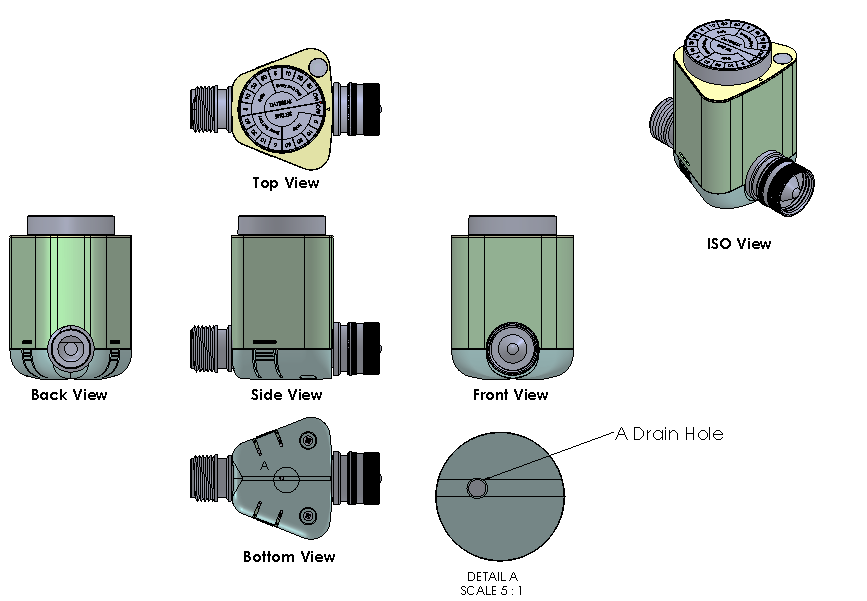 Top View
ISO View
Back View
Side View
Front View
A Drain Hole
A
Bottom View
DETAIL A
SCALE 5 : 1